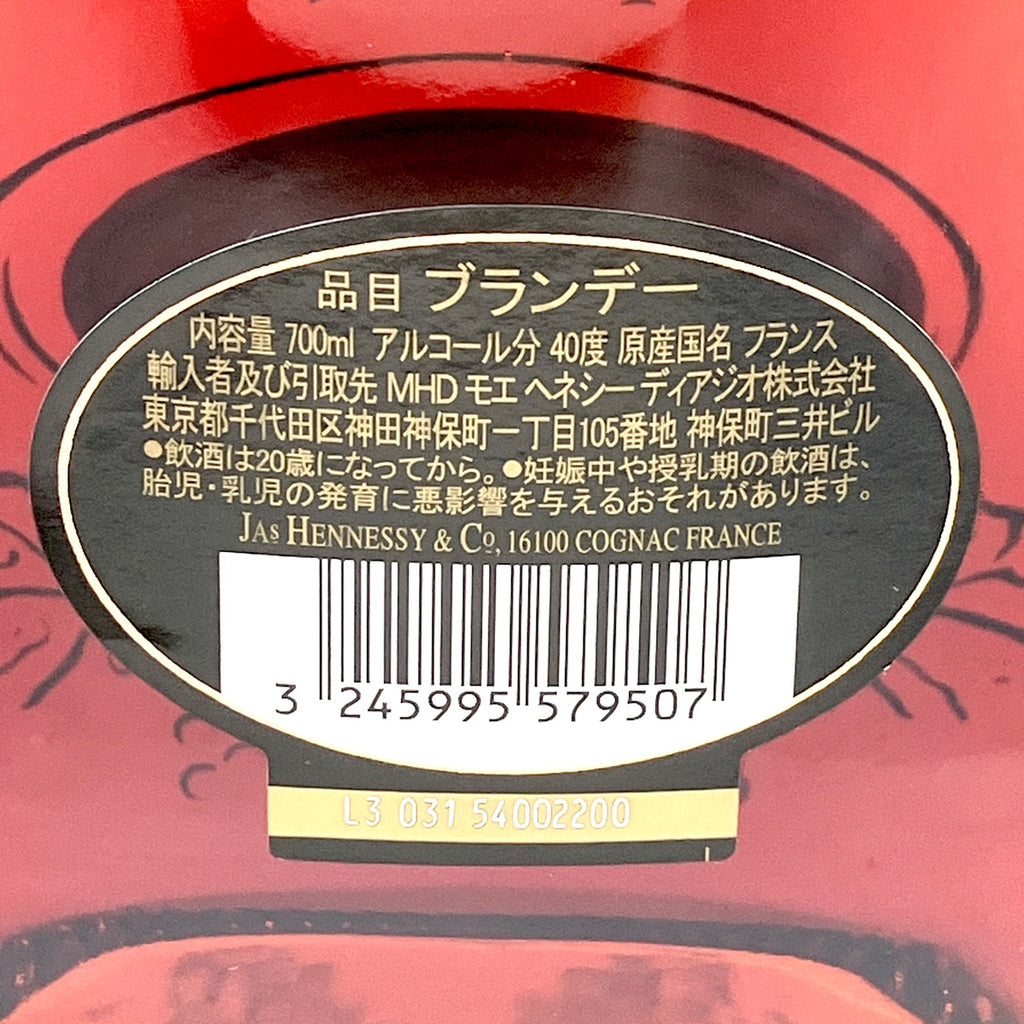 品目 ブランデー
内容量 700ml アルコール分 40度 原産国名 フランス
輸入者及び引取先 MHD モエ ヘネシー ディアジオ株式会社
東京都千代田区神田神保町一丁目105番地 神保町三井ビル
●飲酒は20歳になってから。●妊娠中や授乳期の飲酒は、
胎児・乳児の発育に悪影響を与えるおそれがあります。
JAS HENNESSY & Cº, 16100 COGNAC FRANCE
3 245995 579507
L3 031 54002200